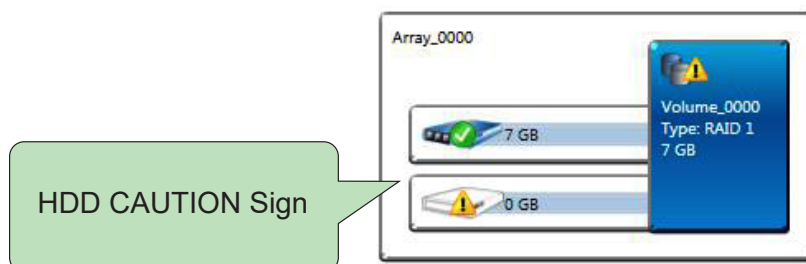 Array_0000
Volume_0000
Type: RAID 1
7 GB
7 GB
0 GB
HDD CAUTION Sign